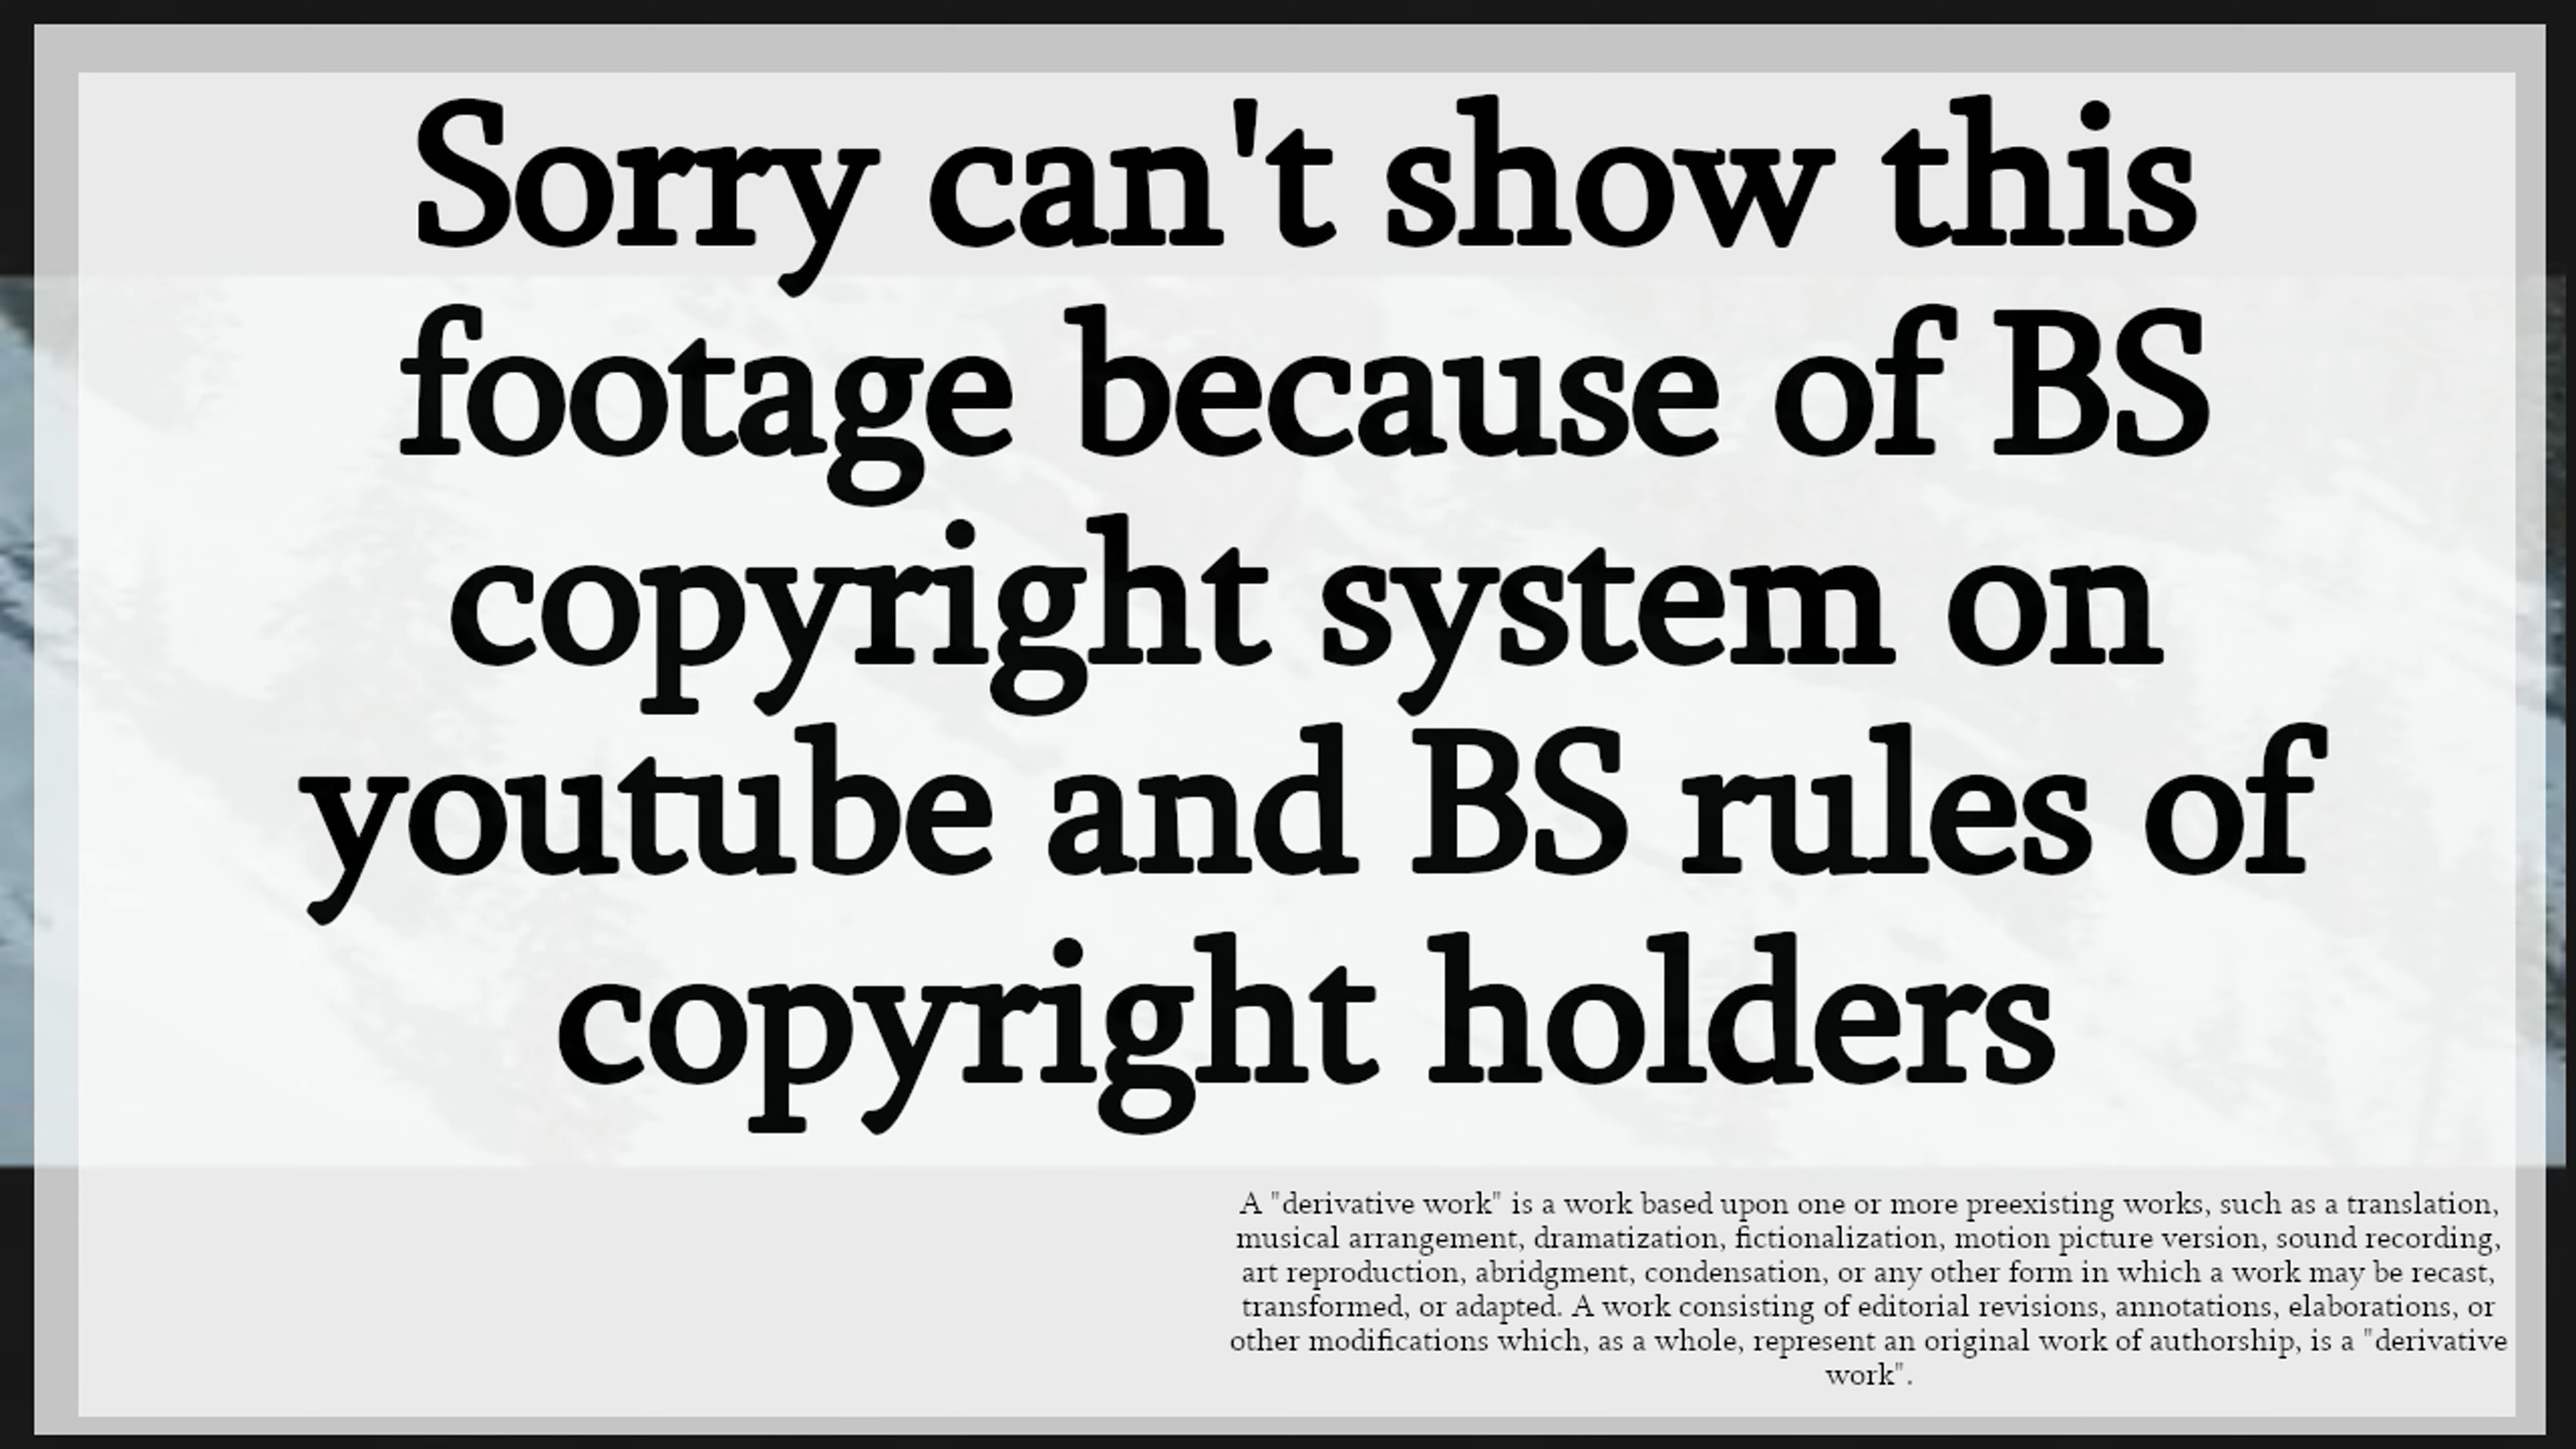 Sorry can't show this
footage because of BS
copyright system on
youtube and BS rules of
copyright holders
A "derivative work" is a work based upon one or more preexisting works, such as a translation,
musical arrangement, dramatization, fictionalization, motion picture version, sound recording,
art reproduction, abridgment, condensation, or any other form in which a work may be recast,
transformed, or adapted. A work consisting of editorial revisions, annotations, elaborations, or
other modifications which, as a whole, represent an original work of authorship, is a "derivative
work".